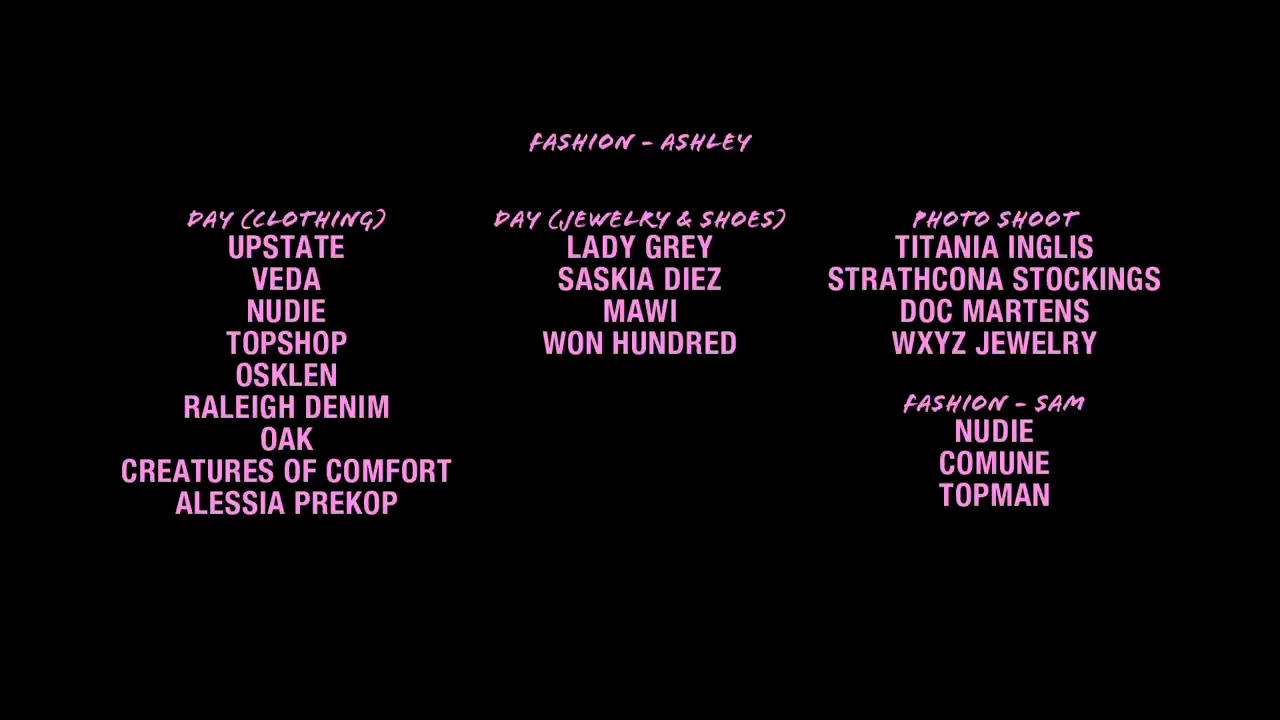 FASHION - ASHLEY
DAY (CLOTHING)
UPSTATE
VEDA
NUDIE
TOPSHOP
OSKLEN
RALEIGH DENIM
OAK
CREATURES OF COMFORT
ALESSIA PREKOP
DAY (JEWELRY & SHOES)
LADY GREY
SASKIA DIEZ
MAWI
WON HUNDRED
PHOTO SHOOT
TITANIA INGLIS
STRATHCONA STOCKINGS
DOC MARTENS
WXYZ JEWELRY
FASHION - SAM
NUDIE
COMUNE
TOPMAN